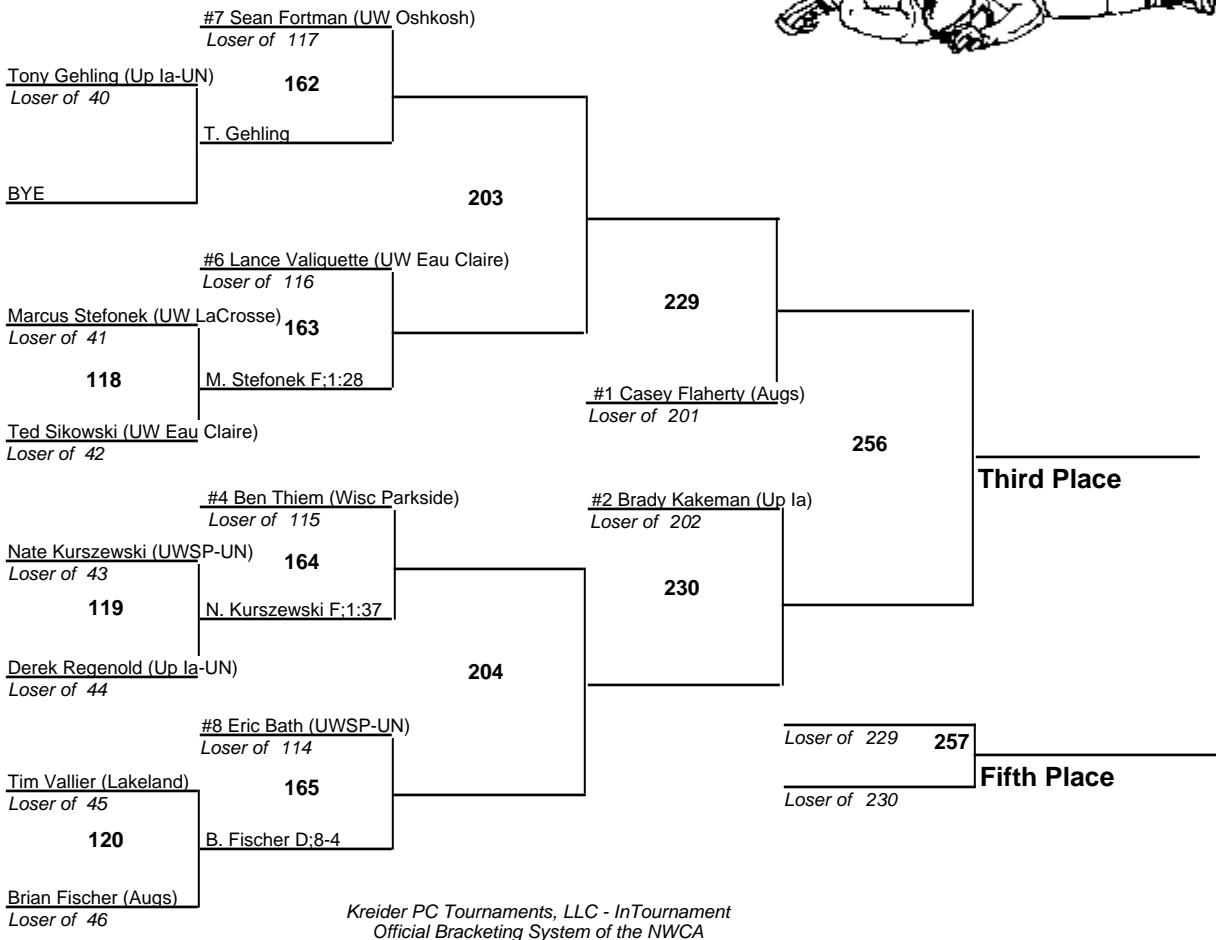 #7 Sean Fortman (UW Oshkosh)
Loser of 117
Tony Gehling (Up Ia-UN)
Loser of 40
162
T. Gehling
BYE
203
#6 Lance Valiquette (UW Eau Claire)
Loser of 116
Marcus Stefonek (UW LaCrosse)
Loser of 41
163
229
118
M. Stefonek F;1:28
#1 Casey Flaherty (Augs)
Loser of 201
Ted Sikowski (UW Eau Claire)
Loser of 42
256
Third Place
#4 Ben Thiem (Wisc Parkside)
Loser of 115
#2 Brady Kakeman (Up Ia)
Loser of 202
Nate Kurszewski (UWSP-UN)
Loser of 43
164
230
119
N. Kurszewski F;1:37
Derek Regenold (Up Ia-UN)
Loser of 44
204
#8 Eric Bath (UWSP-UN)
Loser of 114
Loser of 229
257
Fifth Place
Tim Vallier (Lakeland)
Loser of 45
165
Loser of 230
120
B. Fischer D;8-4
Brian Fischer (Augs)
Loser of 46
Kreider PC Tournaments, LLC - InTournament
Official Bracketing System of the NWCA